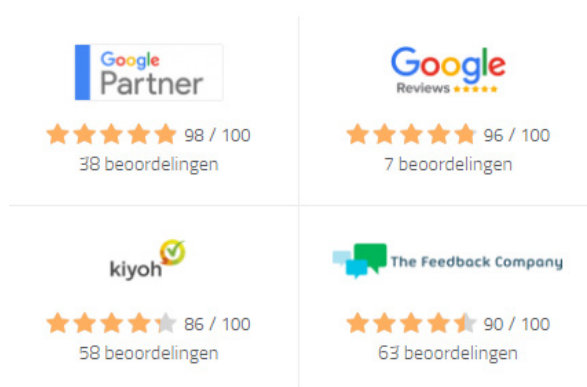 Google
Partner
98 / 100
38 beoordelingen
Google
Reviews
96 / 100
7 beoordelingen
kiyoh
86 / 100
58 beoordelingen
The Feedback Company
90 / 100
63 beoordelingen